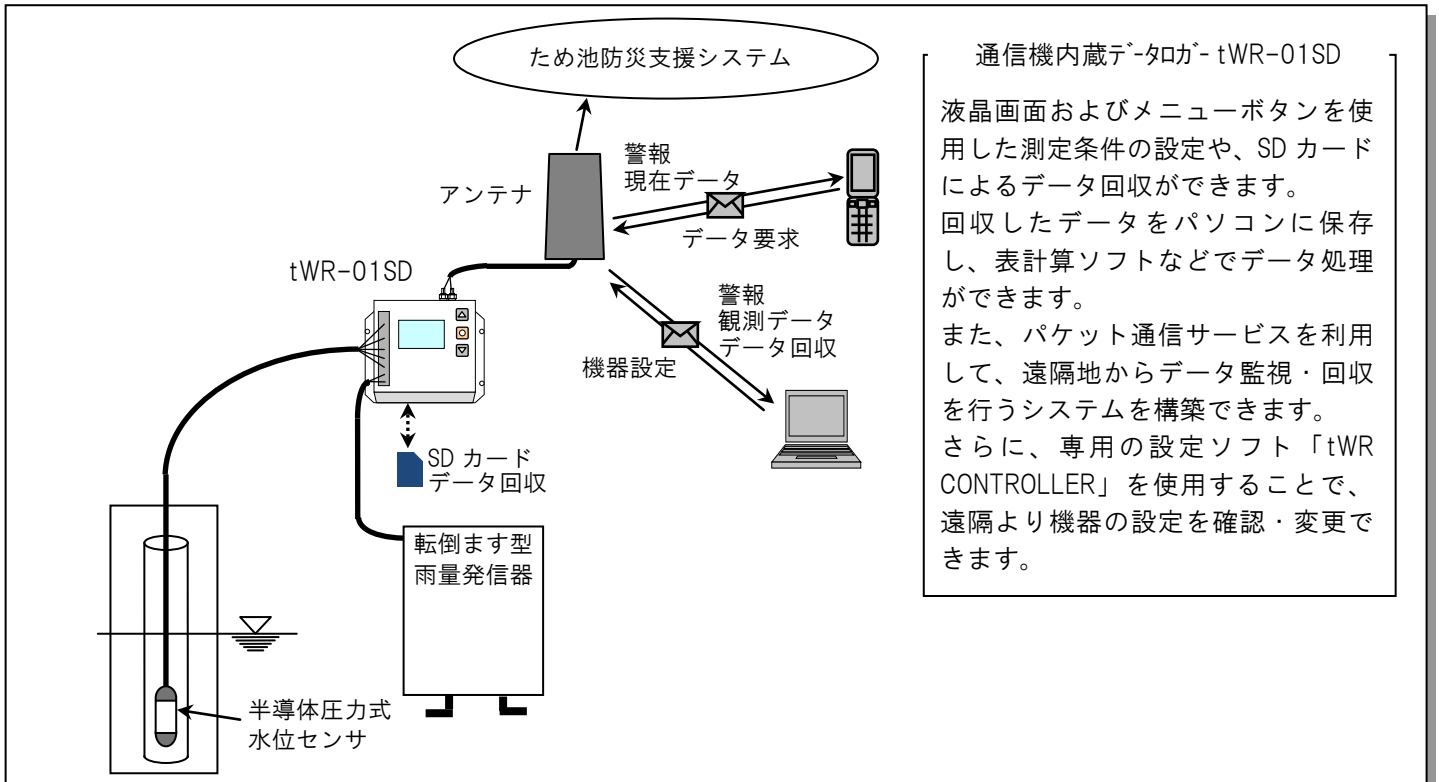 ため池防災支援システム
警報
現在データ
アンテナ
データ要求
tWR-01SD
警報
観測データ
データ回収
機器設定
SD カード
データ回収
転倒ます型
雨量発信器
半導体圧力式
水位センサ
通信機内蔵ﾃﾞｰﾀﾛｶﾞｰ tWR-01SD
液晶画面およびメニューボタンを使
用した測定条件の設定や、SD カード
によるデータ回収ができます。
回収したデータをパソコンに保存
し、表計算ソフトなどでデータ処理
ができます。
また、パケット通信サービスを利用
して、遠隔地からデータ監視・回収
を行うシステムを構築できます。
さらに、専用の設定ソフト「tWR
CONTROLLER」を使用することで、
遠隔より機器の設定を確認・変更で
きます。